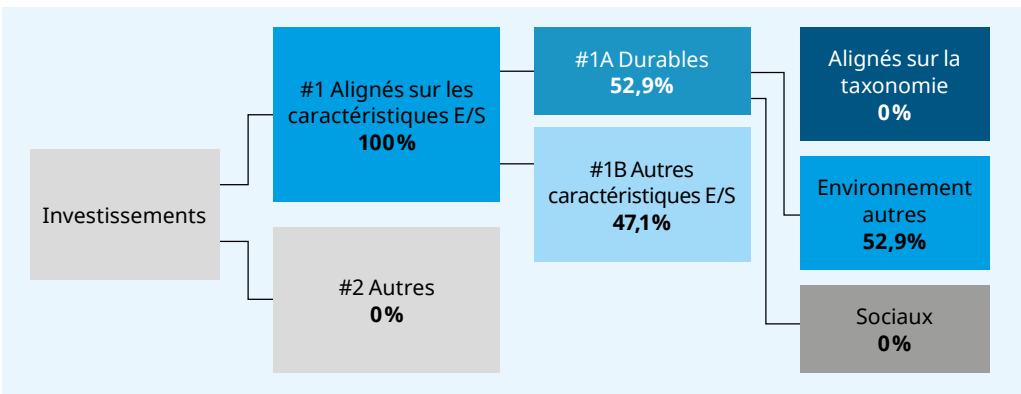 Investissements
#1 Alignés sur les
caractéristiques E/S
100%
#2 Autres
0%
#1A Durables
52,9%
#1B Autres
caractéristiques E/S
47,1%
Alignés sur la
taxonomie
0%
Environnement
autres
52,9%
Sociaux
0%